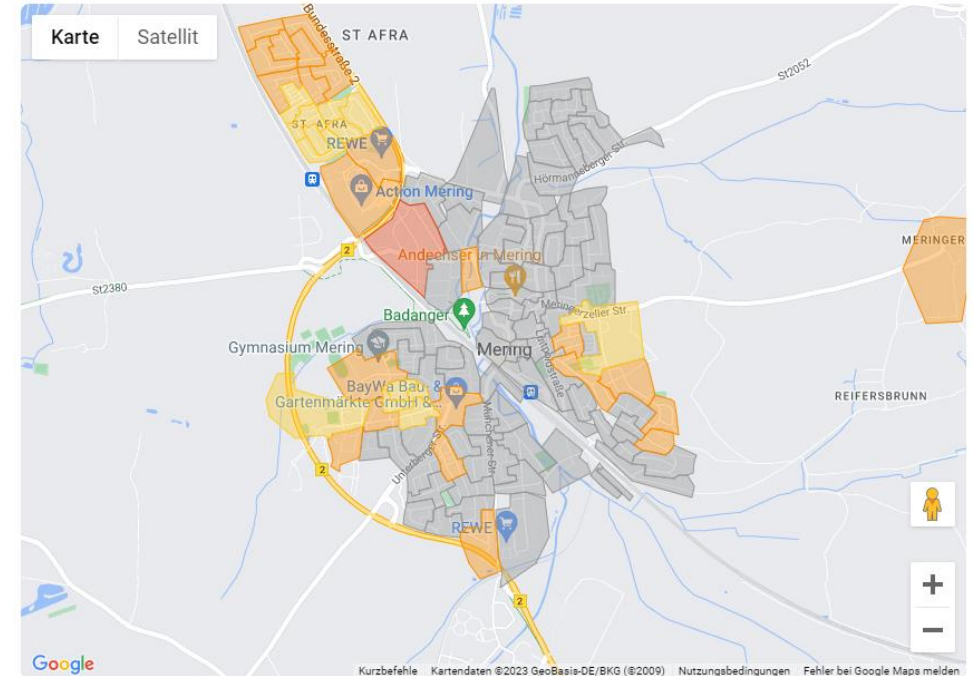 Karte Satellit
Bundesstraße 2
ST AFRA
St2052
ST. AFRA
REWE
Hörmannsberger Str.
Action Mering
2
MERINGER
Andechser in Mering
St2380
Meringerzeller Str.
Badanger
Gymnasium Mering
Mering
Luitpoldstraße
BayWa Bau- &
Gartenmärkte GmbH &...
REIFERSBRUNN
Münchener Str.
Unterberger Str.
2
REWE
2
Google
Kurzbefehle Kartendaten ©2023 GeoBasis-DE/BKG (©2009) Nutzungsbedingungen Fehler bei Google Maps melden